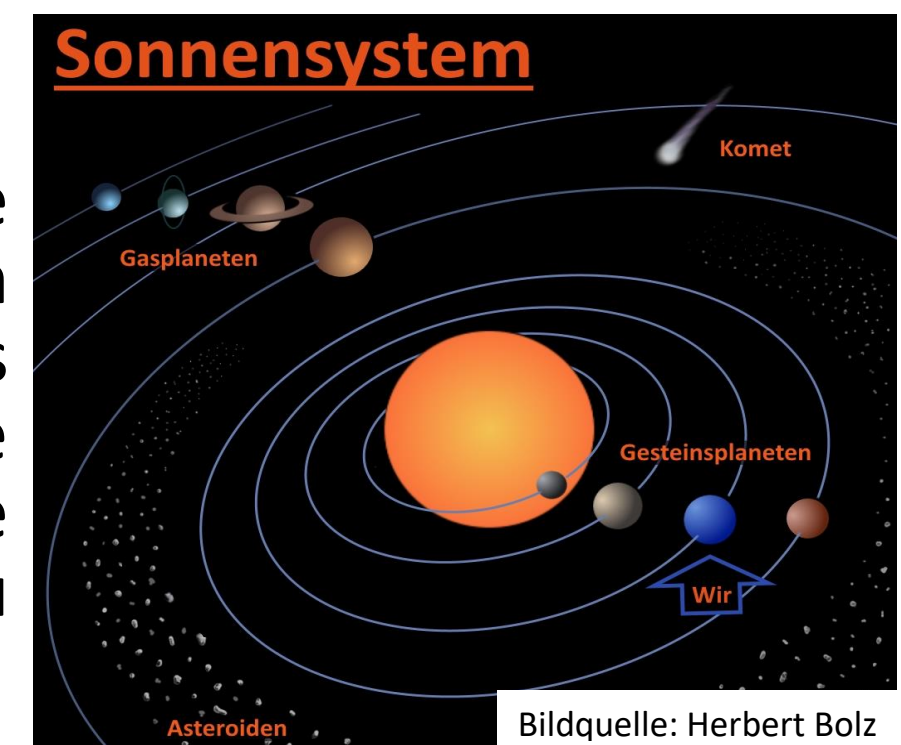 Sonnensystem
Komet
Gasplaneten
Gesteinsplaneten
Wir
Asteroiden
Bildquelle: Herbert Bolz